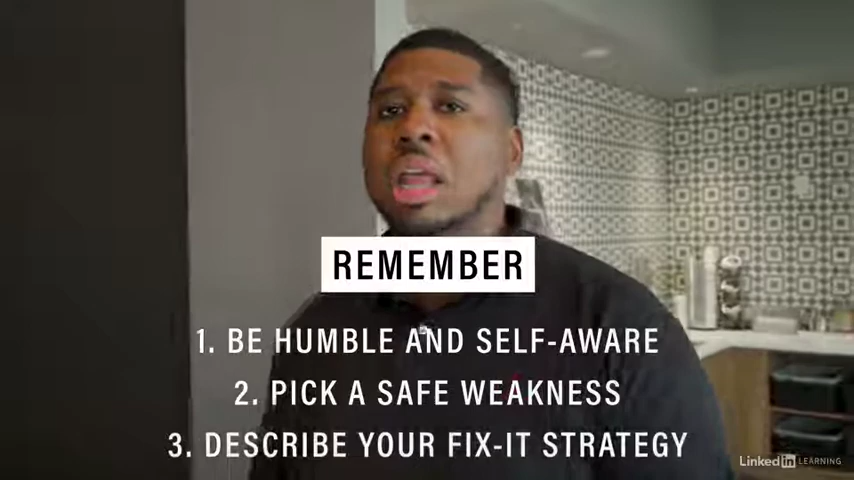 REMEMBER
1. BE HUMBLE AND SELF-AWARE
2. PICK A SAFE WEAKNESS
3. DESCRIBE YOUR FIX-IT STRATEGY
LinkedIn LEARNING